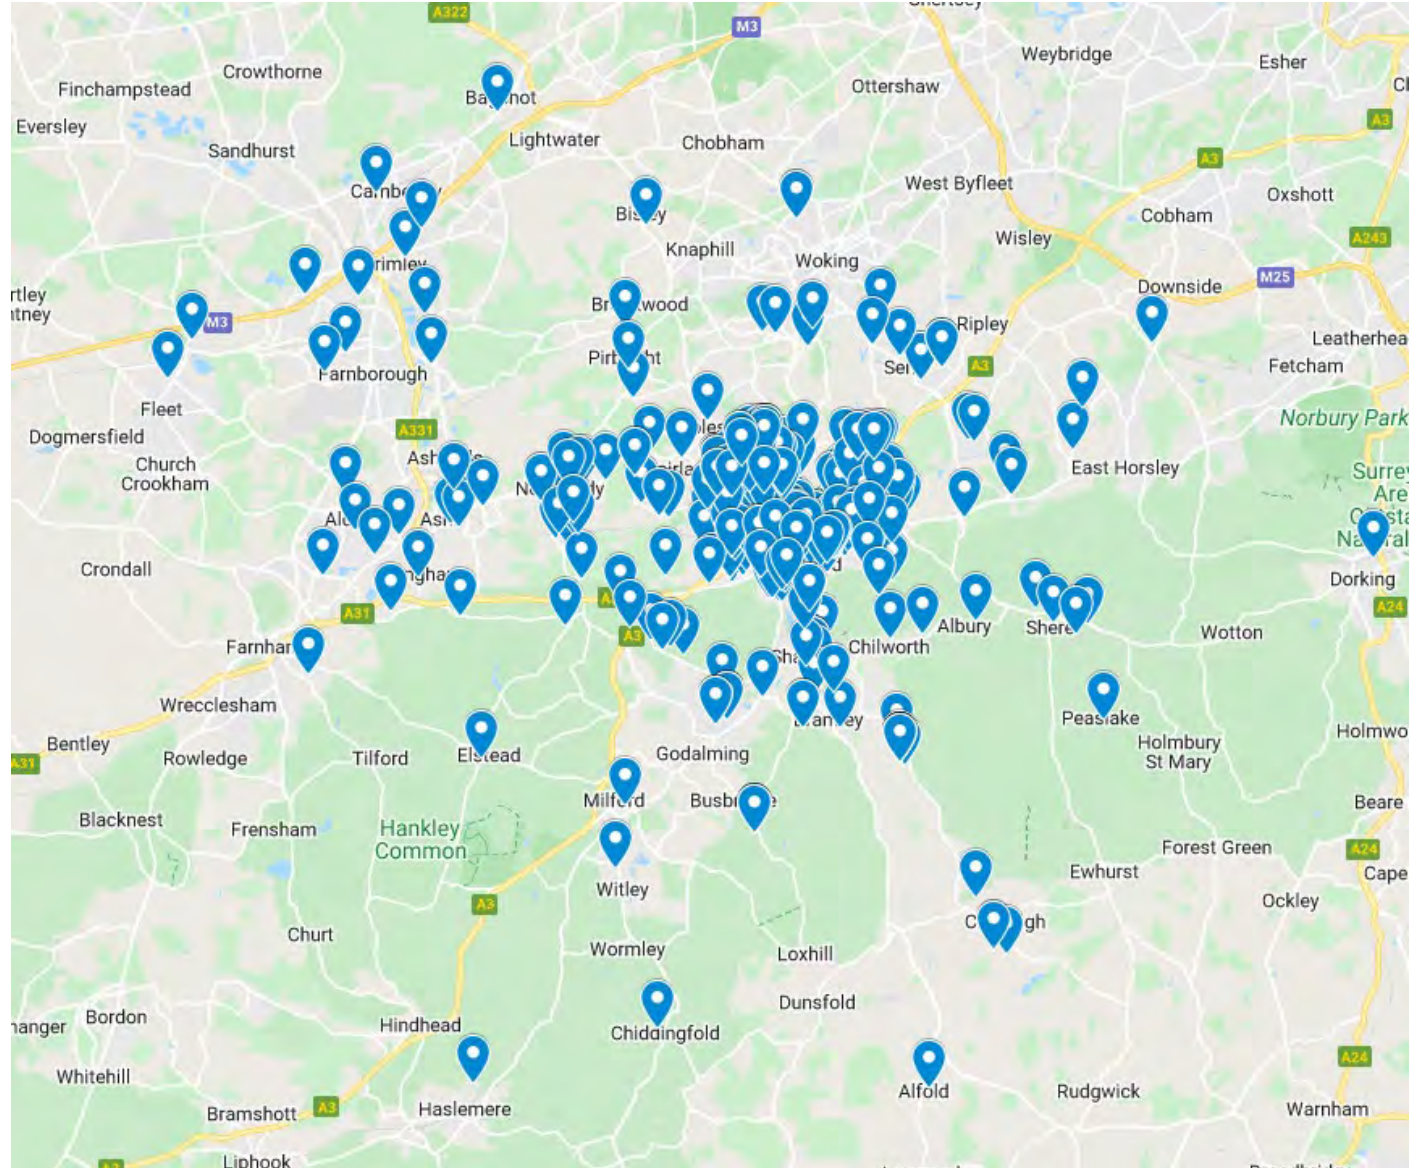 A322
M3
Weybridge
Esher
Crowthorne
Finchampstead
Ottershaw
A3
Eversley
Lightwater
Chobham
Sandhurst
A3
West Byfleet
Oxshott
Cobham
Knaphill
Wisley
A243
Woking
M25
Downside
M3
Ripley
Leatherhea
Fetcham
A3
Farnborough
Fleet
Norbury Park
A331
Dogmersfield
Church
Crookham
East Horsley
Surrey
Crondall
Dorking
A31
A24
Albury
Shere
Wotton
A3
Farnham
Chilworth
Wrecclesham
Peaslake
Holmwo
Bentley
Holmbury
St Mary
A31
Rowledge
Tilford
Elstead
Godalming
Milford
Beare
Blacknest
Frensham
Hankley
Common
Forest Green
A24
Ewhurst
Cape
Witley
Ockley
A3
Churt
Wormley
Loxhill
Dunsfold
Bordon
Hindhead
Chiddingfold
A24
Whitehill
Alfold
Rudgwick
Bramshott
A3
Haslemere
Warnham
Liphook